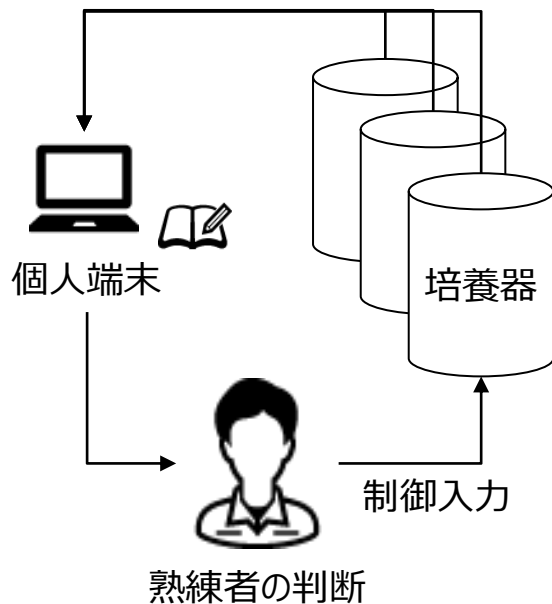 個人端末
培養器
制御入力
熟練者の判断